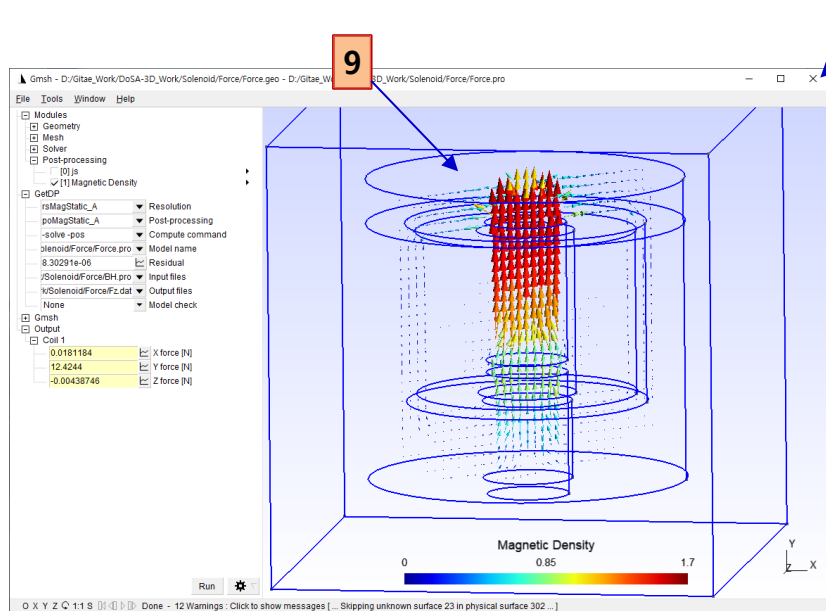 9
Gmsh - D:/Gitae_Work/DoSA-3D_Work/Solenoid/Force/Force.geo - D:/Gitae_W 3D_Work/Solenoid/Force/Force.pro
File Tools Window Help
Modules
Geometry
Mesh
Solver
Post-processing
[0] js
[1] Magnetic Density
GetDP
rsMagStatic_A Resolution
poMagStatic_A Post-processing
-solve -pos Compute command
olenoid/Force/Force.pro Model name
8.30291e-06 Residual
/Solenoid/Force/BH.pro Input files
k/Solenoid/Force/Fz.dat Output files
None Model check
Gmsh
Output
Coil 1
0.0181184 X force [N]
12.4244 Y force [N]
-0.00438746 Z force [N]
Magnetic Density
0 0.85 1.7
Y
Z X
Run
O X Y Z 1:1 S Done - 12 Warnings : Click to show messages [ ... Skipping unknown surface 23 in physical surface 302 ... ]